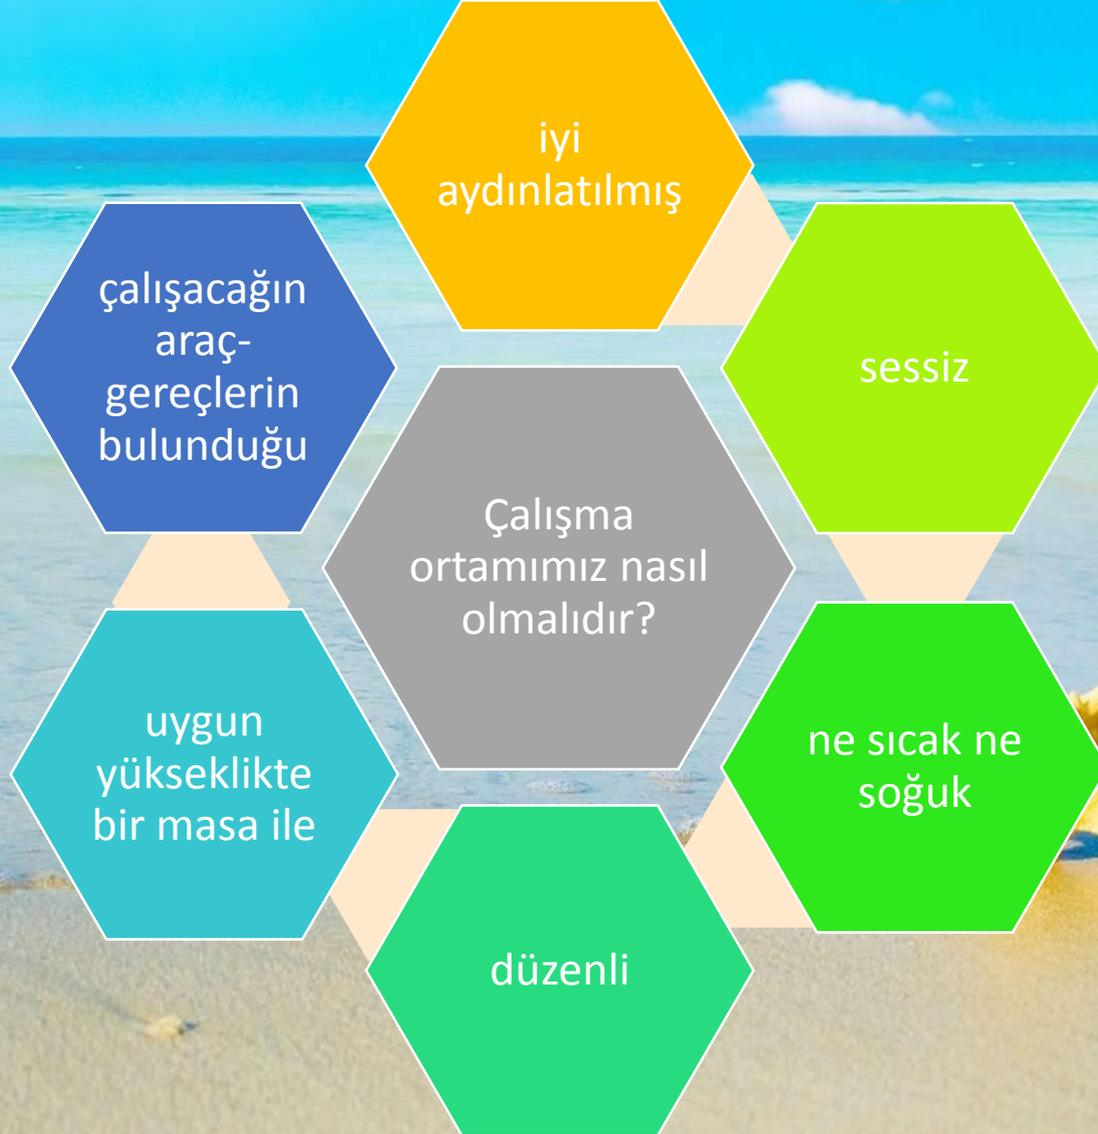 iyi
aydınlatılmış
sessiz
ne sıcak ne
soğuk
düzenli
uygun
yükseklikte
bir masa ile
çalışacağın
araç-
gereçlerin
bulunduğu
Çalışma
ortamımız nasıl
olmalıdır?